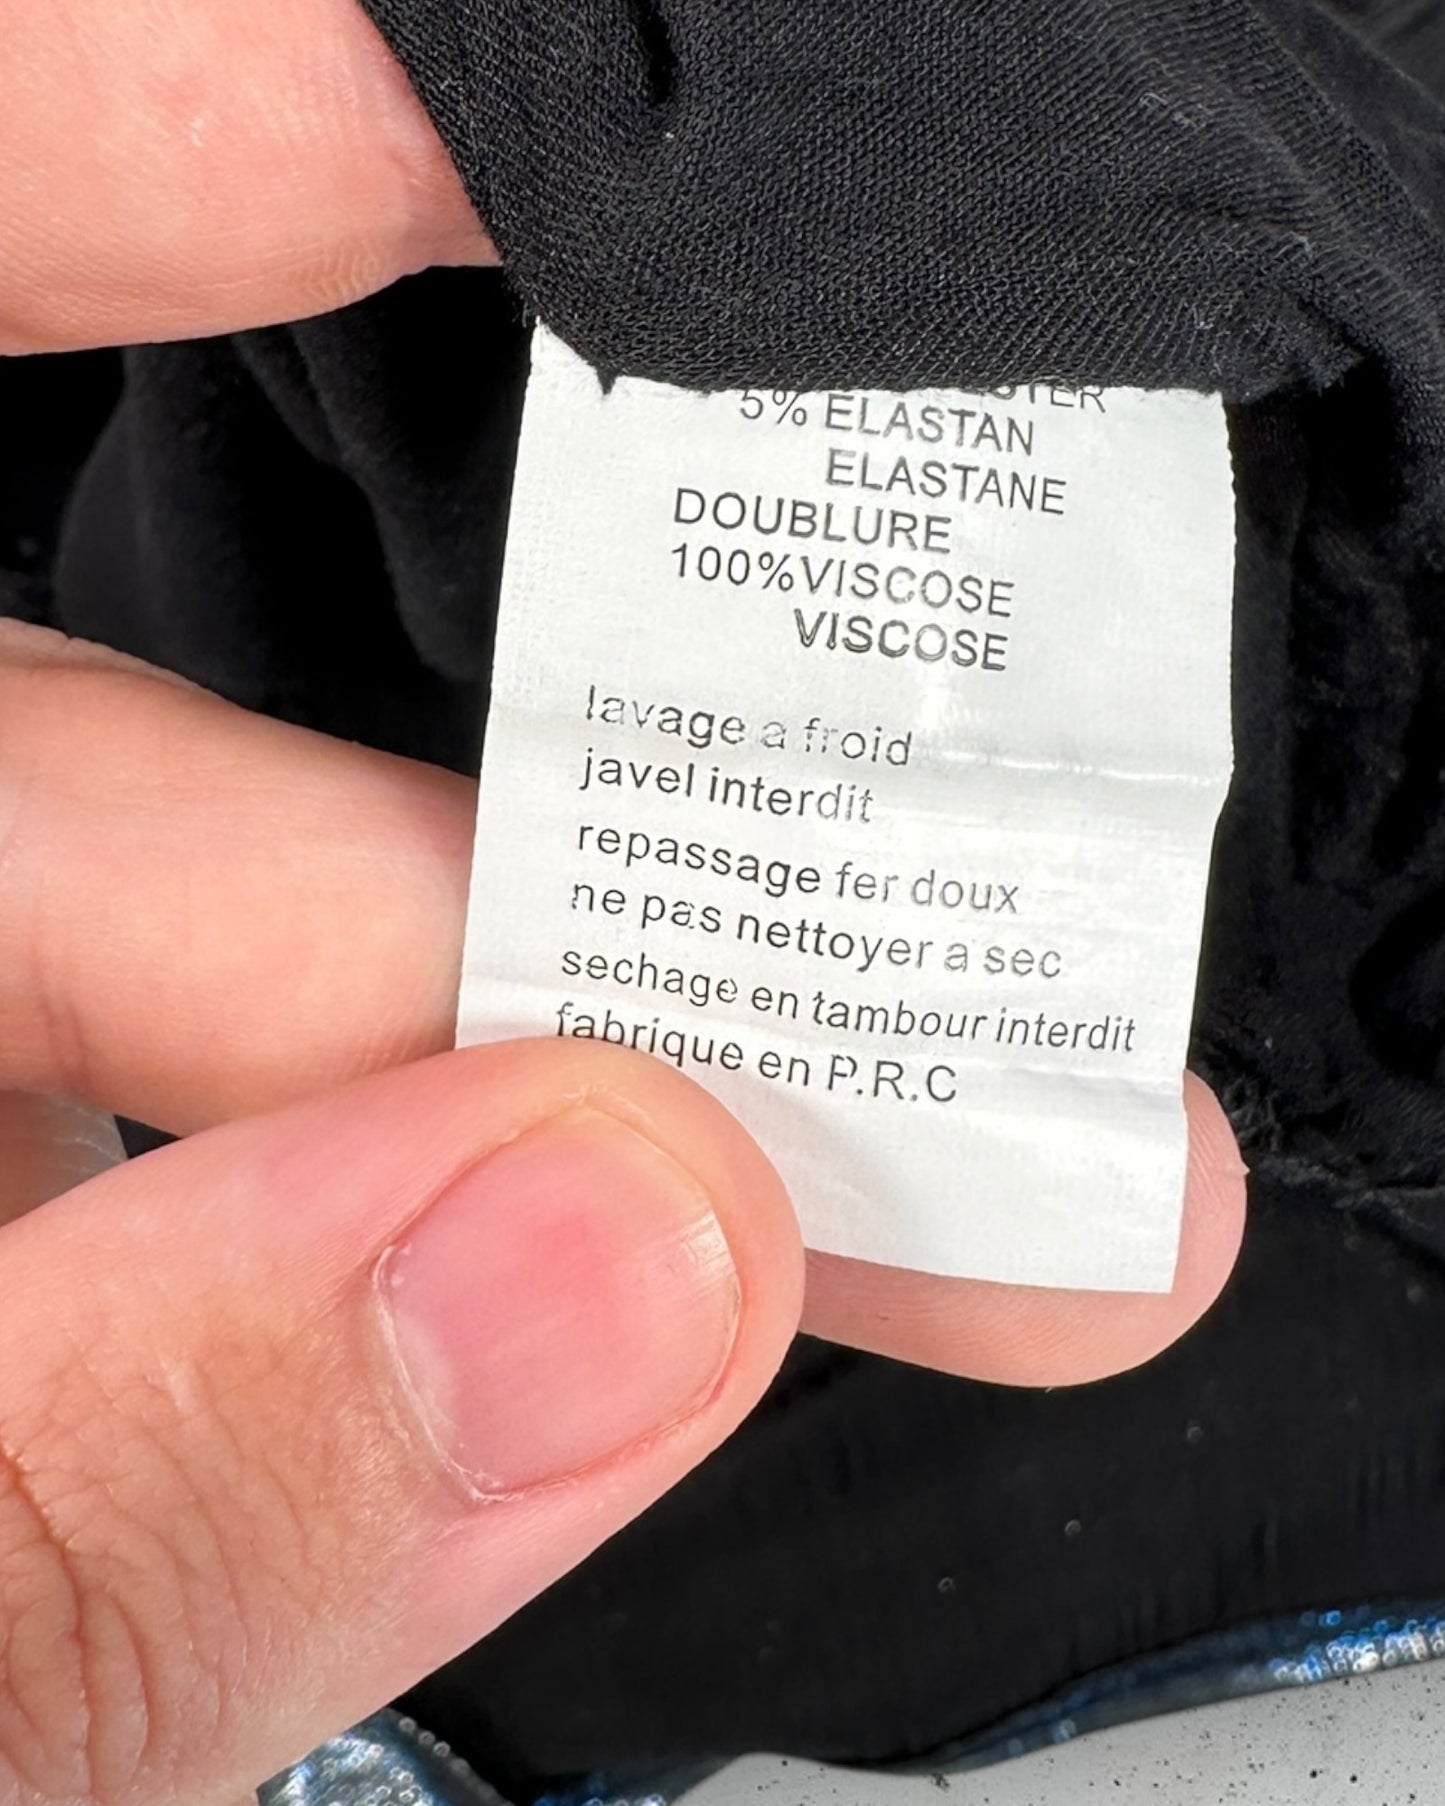 5% ELASTAN
ELASTANE
DOUBLURE
100%VISCOSE
VISCOSE
lavage a froid
javel interdit
repassage fer doux
ne pas nettoyer a sec
sechage en tambour interdit
fabrique en P.R.C